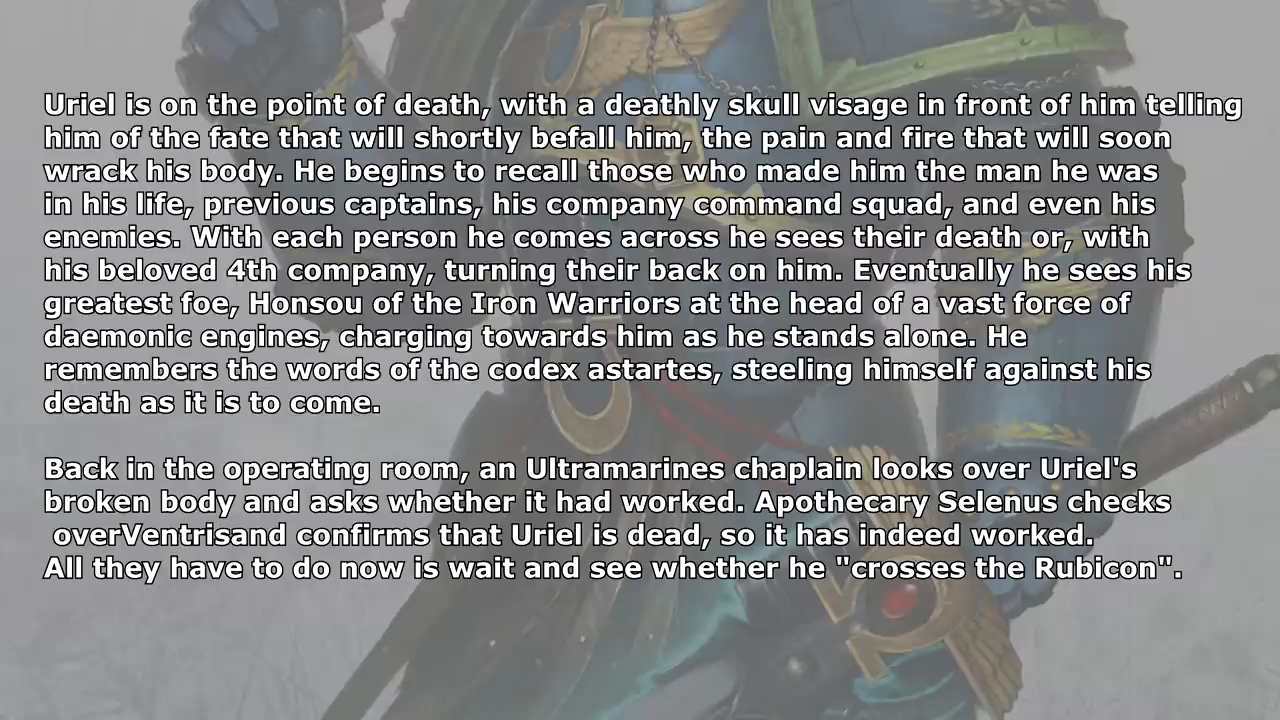 Uriel is on the point of death, with a deathly skull visage in front of him telling
him of the fate that will shortly befall him, the pain and fire that will soon
wrack his body. He begins to recall those who made him the man he was
in his life, previous captains, his company command squad, and even his
enemies. With each person he comes across he sees their death or, with
his beloved 4th company, turning their back on him. Eventually he sees his
greatest foe, Honsou of the Iron Warriors at the head of a vast force of
daemonic engines, charging towards him as he stands alone. He
remembers the words of the codex astartes, steeling himself against his
death as it is to come.

Back in the operating room, an Ultramarines chaplain looks over Uriel's
broken body and asks whether it had worked. Apothecary Selenus checks
overVentrisand confirms that Uriel is dead, so it has indeed worked.
All they have to do now is wait and see whether he "crosses the Rubicon".